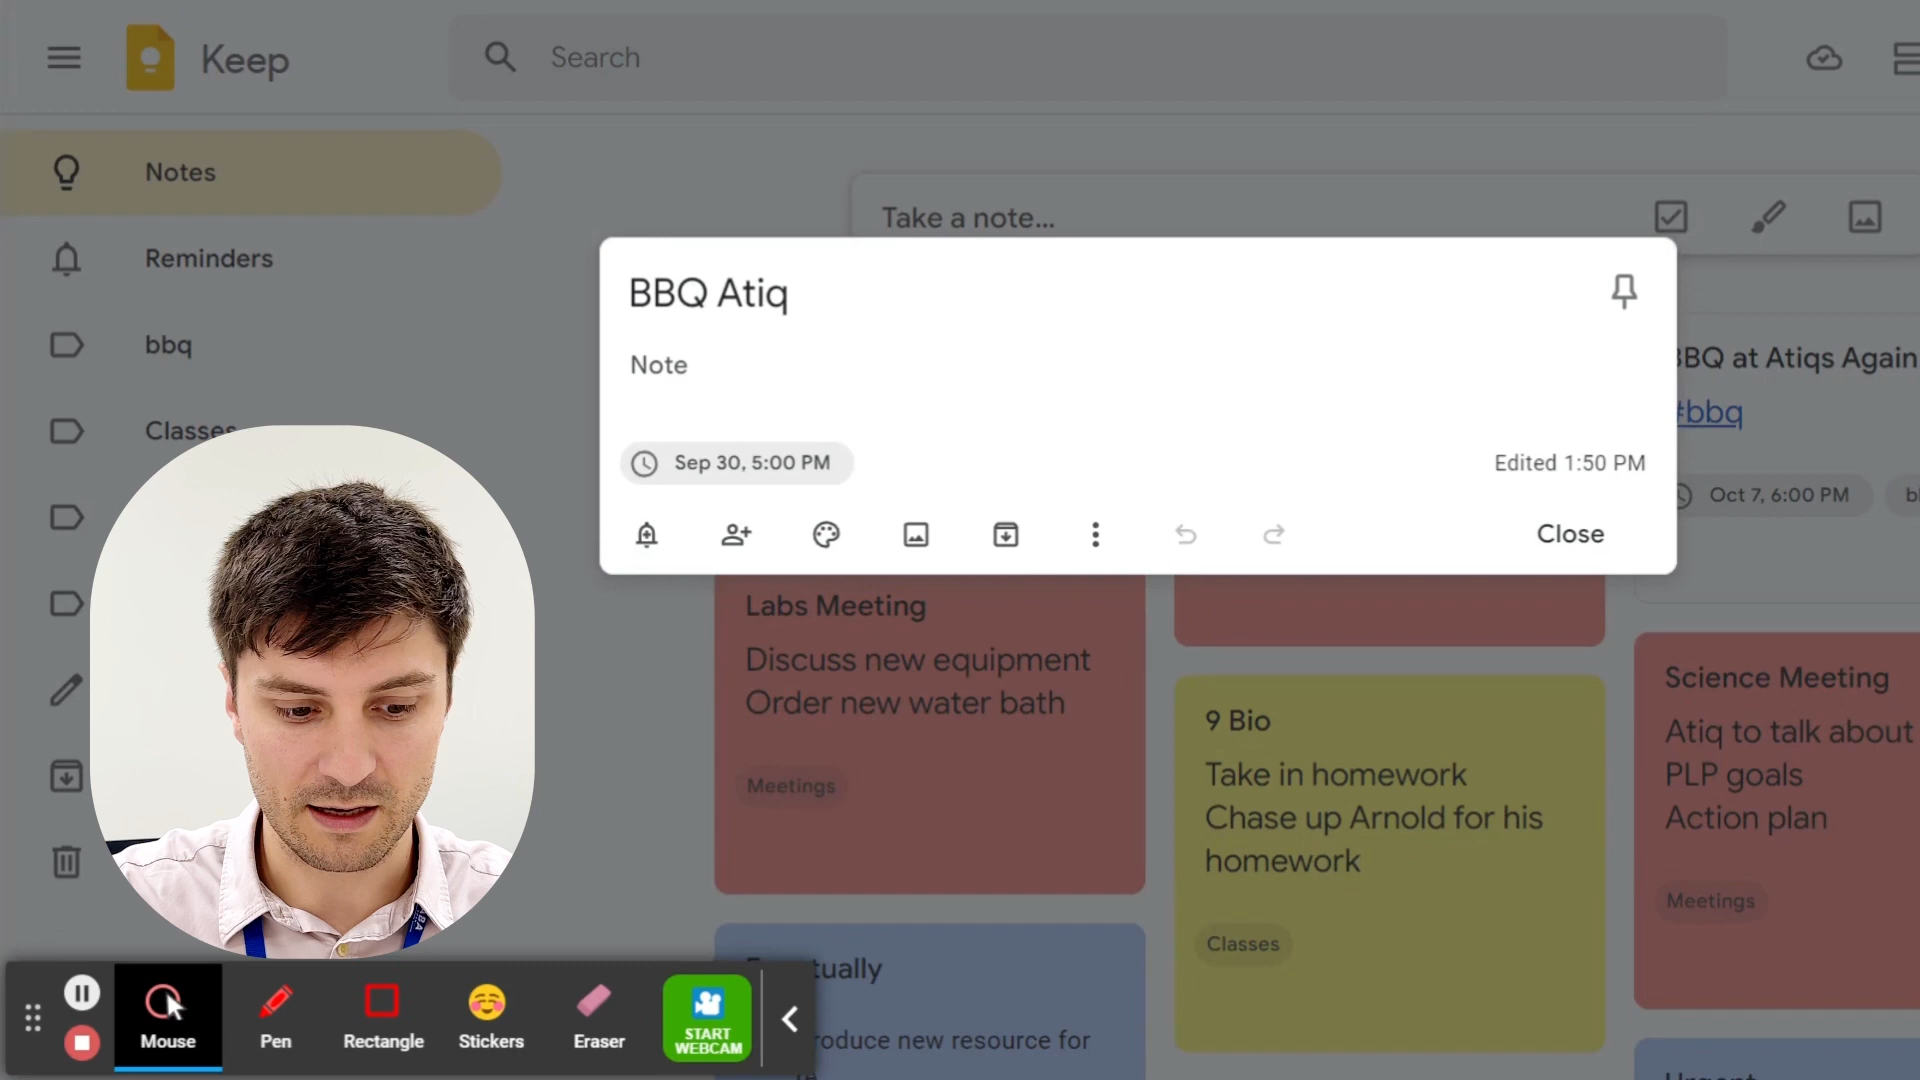 Keep
Search
Notes
Reminders
bbq
Classes
Take a note...
BBQ Atiq
Note
Sep 30, 5:00 PM
Edited 1:50 PM
Close
BBQ at Atiqs Again
#bbq
Oct 7, 6:00 PM
Labs Meeting
Discuss new equipment
Order new water bath
Meetings
9 Bio
Take in homework
Chase up Arnold for his
homework
Classes
Science Meeting
Atiq to talk about
PLP goals
Action plan
Meetings
roduce new resource for
Mouse
Pen
Rectangle
Stickers
Eraser
START
WEBCAM